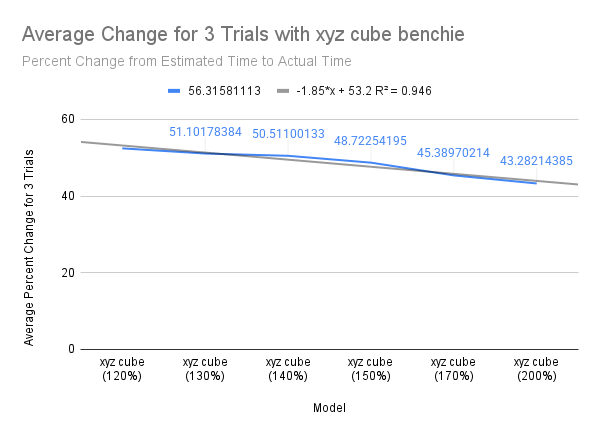 Average Change for 3 Trials with xyz cube benchie
Percent Change from Estimated Time to Actual Time
56.31581113 -1.85*x + 53.2 R² = 0.946
Average Percent Change for 3 Trials
60
40
20
0
51.10178384
50.51100133
48.72254195
45.38970214
43.28214385
xyz cube (120%)
xyz cube (130%)
xyz cube (140%)
xyz cube (150%)
xyz cube (170%)
xyz cube (200%)
Model